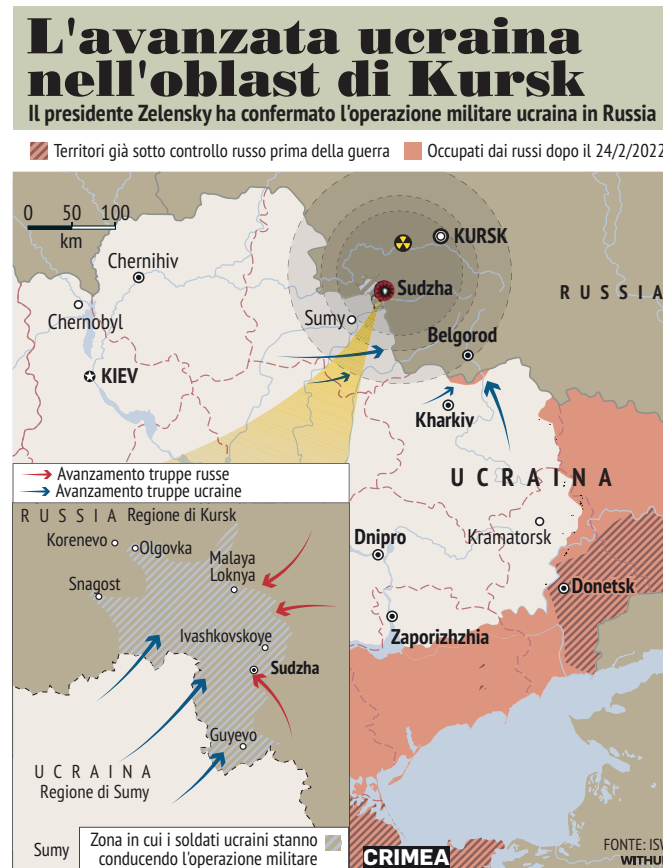 L'avanzata ucraina
nell'oblast di Kursk
Il presidente Zelensky ha confermato l'operazione militare ucraina in Russia
Territori già sotto controllo russo prima della guerra
Occupati dai russi dopo il 24/2/2022
0 50 100
km
Chernihiv
Chernobyl
KIEV
KURSK
Sudzha
Sumy
Belgorod
RUSSIA
Kharkiv
UCRAINA
Kramatorsk
Dnipro
Donetsk
Zaporizhzhia
CRIMEA
Avanzamento truppe russe
Avanzamento truppe ucraine
RUSSIA Regione di Kursk
Korenevo
Olgovka
Malaya
Loknya
Snagost
Ivashkovskoye
Sudzha
Guyevo
UCRAINA
Regione di Sumy
Sumy
Zona in cui i soldati ucraini stanno
conducendo l'operazione militare
FONTE: IS
WITHU